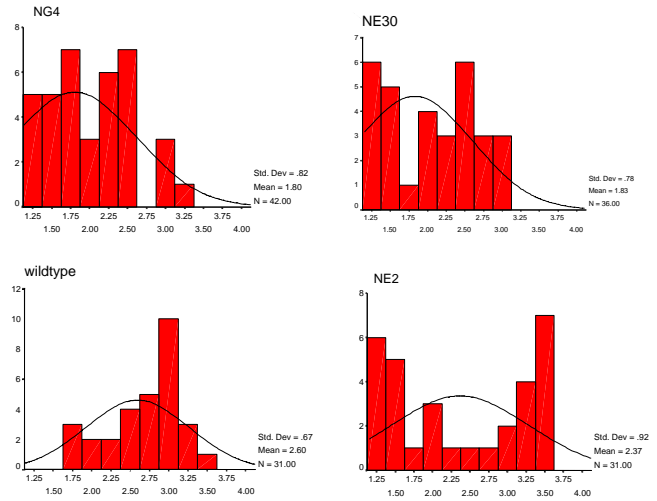 NG4
8
6
4
2
0
1.25 1.75 2.25 2.75 3.25 3.75
1.50 2.00 2.50 3.00 3.50 4.00
Std. Dev = .82
Mean = 1.80
N = 42.00
NE30
7
6
5
4
3
2
1
0
1.25 1.75 2.25 2.75 3.25 3.75
1.50 2.00 2.50 3.00 3.50 4.00
Std. Dev = .78
Mean = 1.83
N = 36.00
wildtype
12
10
8
6
4
2
0
1.25 1.75 2.25 2.75 3.25 3.75
1.50 2.00 2.50 3.00 3.50 4.00
Std. Dev = .67
Mean = 2.60
N = 31.00
NE2
8
6
4
2
0
1.25 1.75 2.25 2.75 3.25 3.75
1.50 2.00 2.50 3.00 3.50 4.00
Std. Dev = .92
Mean = 2.37
N = 31.00